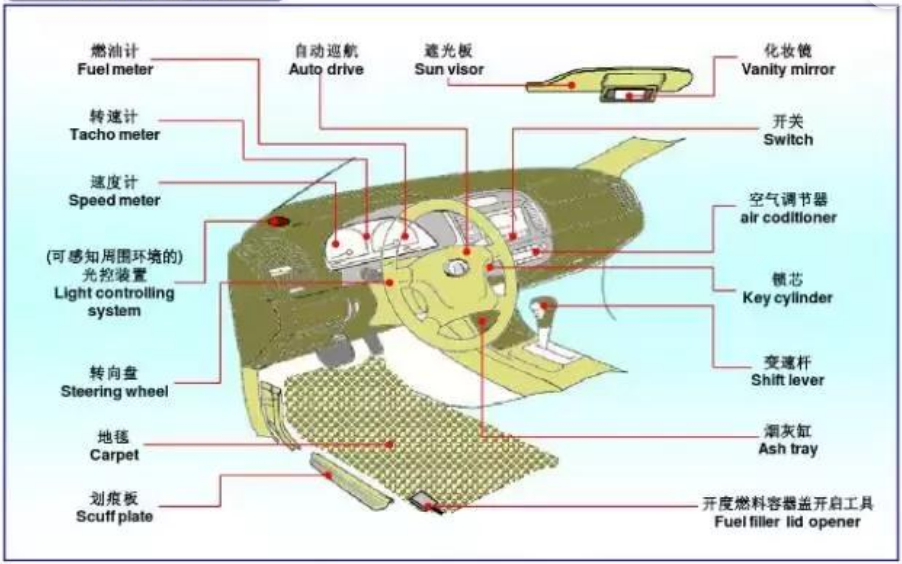 燃油计
Fuel meter
自动巡航
Auto drive
遮光板
Sun visor
化妆镜
Vanity mirror
转速计
Tacho meter
开关
Switch
速度计
Speed meter
空气调节器
air coditioner
(可感知周围环境的)
光控装置
Light controlling
system
锁芯
Key cylinder
转向盘
Steering wheel
变速杆
Shift lever
地毯
Carpet
烟灰缸
Ash tray
划痕板
Scuff plate
开度燃料容器盖开启工具
Fuel filler lid opener